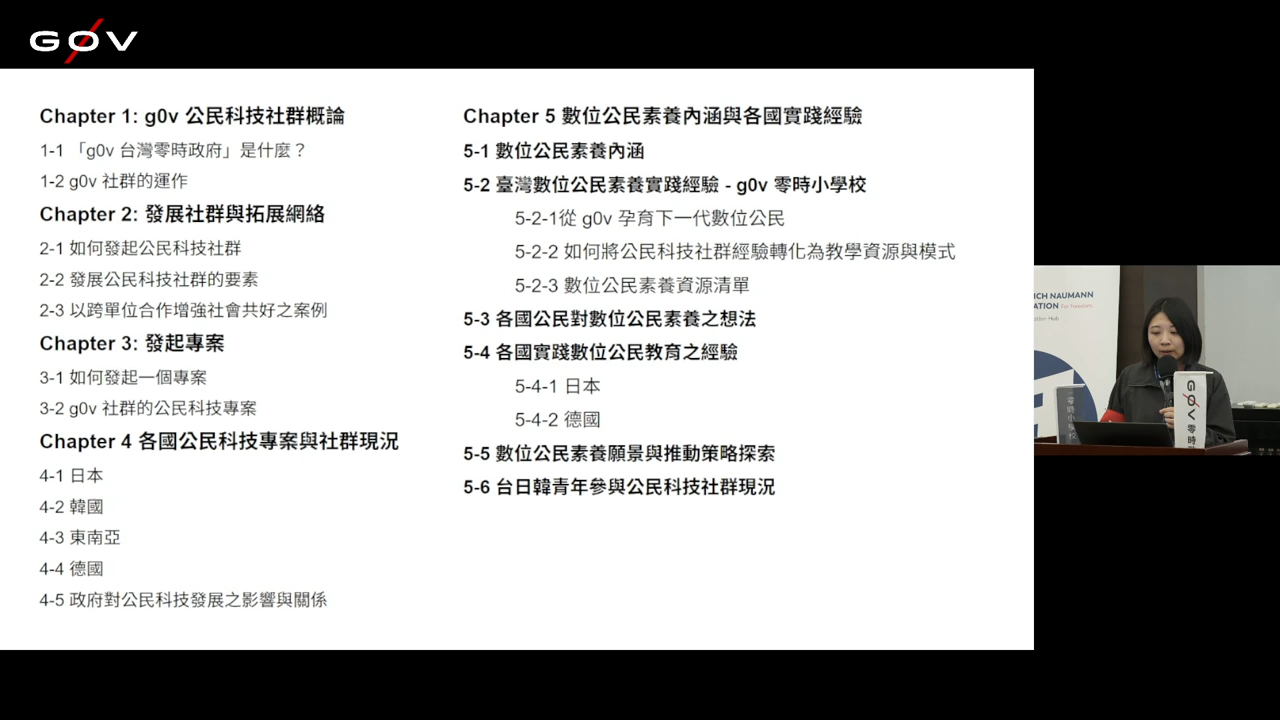 GØV
Chapter 1: g0v 公民科技社群概論
1-1 「g0v 台灣零時政府」是什麼？
1-2 g0v 社群的運作
Chapter 2: 發展社群與拓展網絡
2-1 如何發起公民科技社群
2-2 發展公民科技社群的要素
2-3 以跨單位合作增強社會共好之案例
Chapter 3: 發起專案
3-1 如何發起一個專案
3-2 g0v 社群的公民科技專案
Chapter 4 各國公民科技專案與社群現況
4-1 日本
4-2 韓國
4-3 東南亞
4-4 德國
4-5 政府對公民科技發展之影響與關係
Chapter 5 數位公民素養內涵與各國實踐經驗
5-1 數位公民素養內涵
5-2 臺灣數位公民素養實踐經驗 - g0v 零時小學校
5-2-1從 g0v 孕育下一代數位公民
5-2-2 如何將公民科技社群經驗轉化為教學資源與模式
5-2-3 數位公民素養資源清單
5-3 各國公民對數位公民素養之想法
5-4 各國實踐數位公民教育之經驗
5-4-1 日本
5-4-2 德國
5-5 數位公民素養願景與推動策略探索
5-6 台日韓青年參與公民科技社群現況
ICH NAUMANN
ATION For Freedom.
零時小學校
GØV 零時